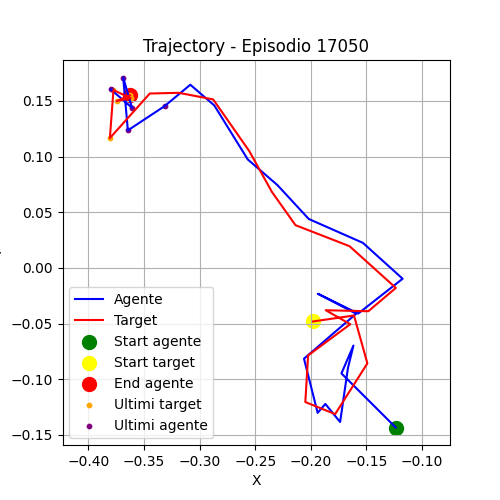 Trajectory - Episodio 17050
0.15
0.10
0.05
0.00
−0.05
−0.10
−0.15
Agente
Target
Start agente
Start target
End agente
Ultimi target
Ultimi agente
−0.40 −0.35 −0.30 −0.25 −0.20 −0.15 −0.10
X